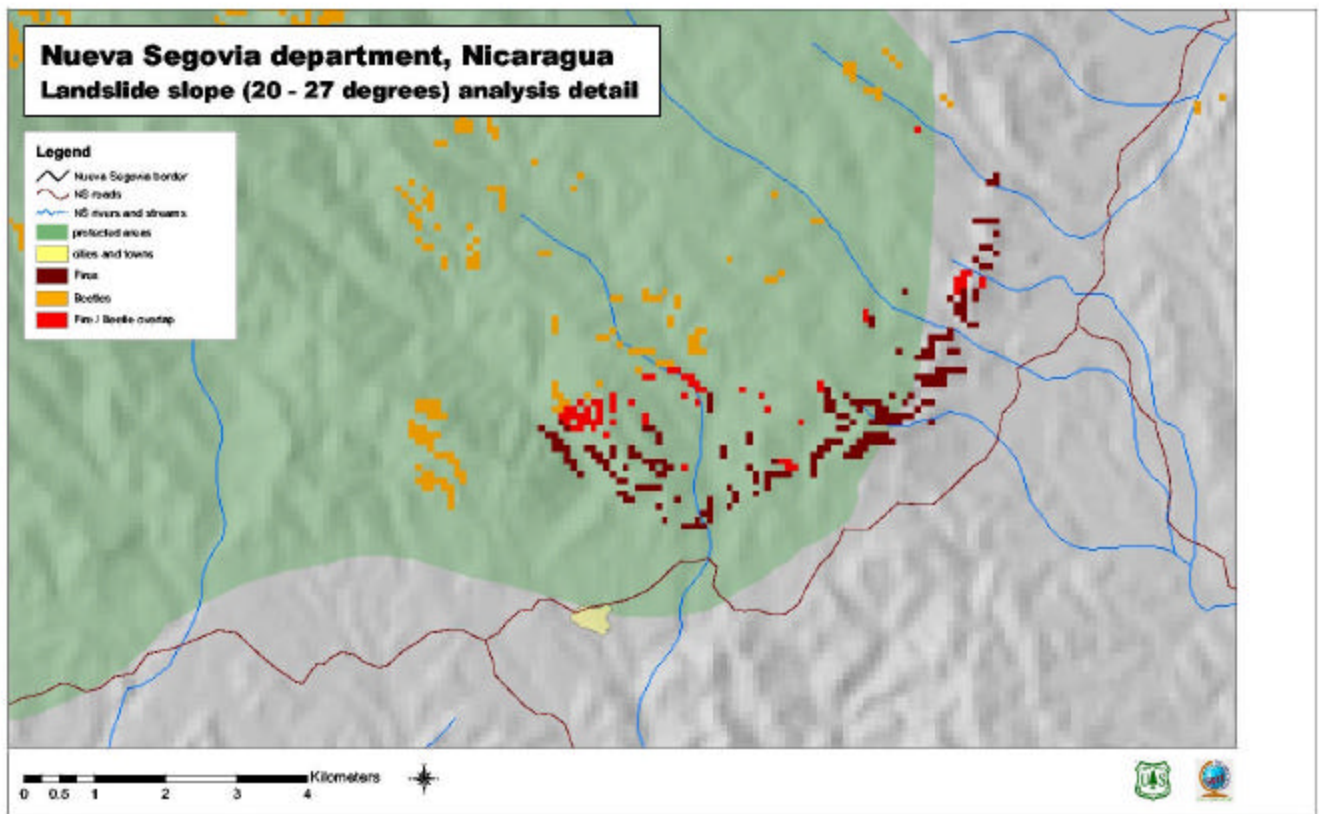 Nueva Segovia department, Nicaragua
Landslide slope (20 - 27 degrees) analysis detail
Legend
Nueva Segovia border
NS roads
NS rivers and streams
protected areas
cities and towns
Fires
Beetles
Fire / Beetle overlap
Kilometers
0 0.5 1 2 3 4
U S